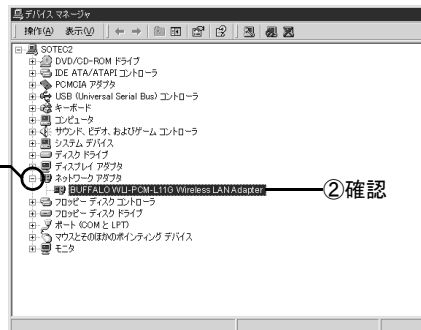 デバイス マネージャ
操作(A) 表示(V)
SOTEC2
DVD/CD-ROM ドライブ
IDE ATA/ATAPI コントローラ
PCMCIA アダプタ
USB (Universal Serial Bus) コントローラ
キーボード
コンピュータ
サウンド、ビデオ、およびゲーム コントローラ
システム デバイス
ディスク ドライブ
ディスプレイ アダプタ
ネットワーク アダプタ
BUFFALO WLI-PCM-L11G Wireless LAN Adapter
②確認
フロッピー ディスク コントローラ
フロッピー ディスク ドライブ
ポート (COM と LPT)
マウスとそのほかのポインティング デバイス
モニタ